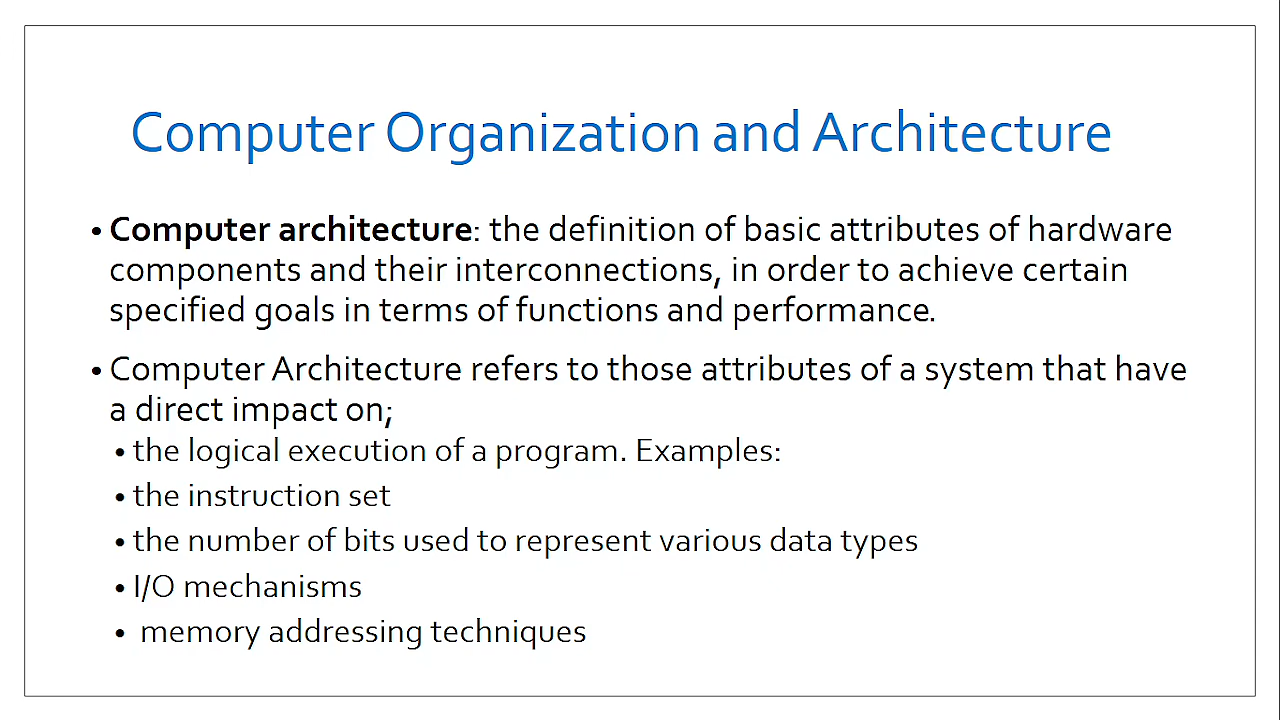 Computer Organization and Architecture
• Computer architecture: the definition of basic attributes of hardware
components and their interconnections, in order to achieve certain
specified goals in terms of functions and performance.
• Computer Architecture refers to those attributes of a system that have
a direct impact on;
• the logical execution of a program. Examples:
• the instruction set
• the number of bits used to represent various data types
• I/O mechanisms
• memory addressing techniques